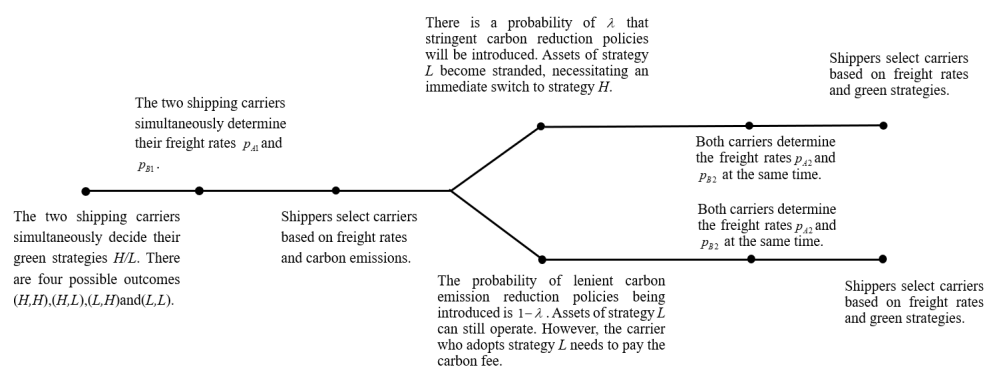 The two shipping carriers
simultaneously decide their
green strategies H/L. There
are four possible outcomes
(H,H),(H,L),(L,H)and(L,L).
The two shipping carriers
simultaneously determine
their freight rates p_A1 and
p_B1.
Shippers select carriers
based on freight rates
and carbon emissions.
There is a probability of λ that
stringent carbon reduction policies
will be introduced. Assets of strategy
L become stranded, necessitating an
immediate switch to strategy H.
Both carriers determine
the freight rates p_A2 and
p_B2 at the same time.
Shippers select carriers
based on freight rates
and green strategies.
The probability of lenient carbon
emission reduction policies being
introduced is 1−λ. Assets of strategy L
can still operate. However, the carrier
who adopts strategy L needs to pay the
carbon fee.
Both carriers determine
the freight rates p_A2 and
p_B2 at the same time.
Shippers select carriers
based on freight rates and
and green strategies.